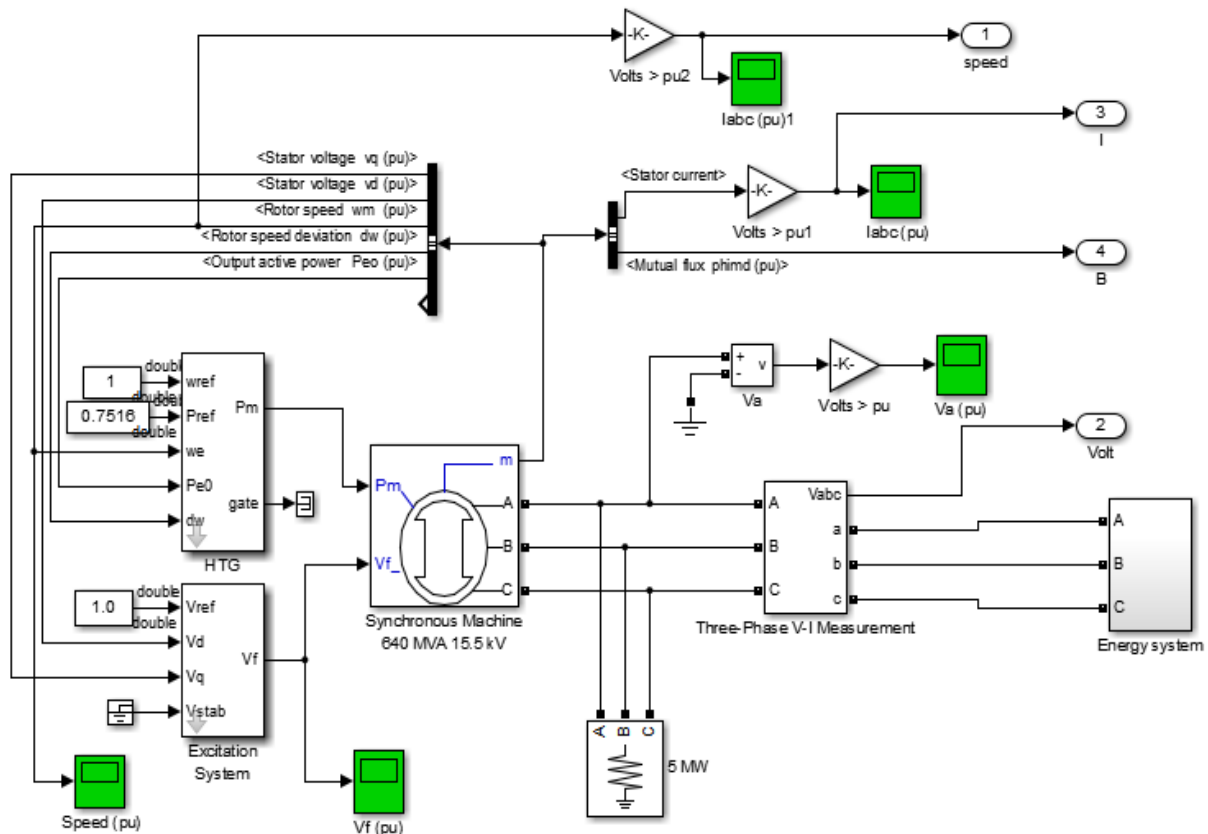 -K-
Volts > pu2
1
speed
Iabc (pu)1
3
I
<Stator voltage vq (pu)>
<Stator voltage vd (pu)>
<Rotor speed wm (pu)>
<Rotor speed deviation dw (pu)>
<Output active power Peo (pu)>
<Stator current>
-K-
Volts > pu1
Iabc (pu)
<Mutual flux phimd (pu)>
4
B
double
1
wref
double
double
0.7516
Pref
double
we
Pe0
dw
Pm
gate
HTG
+
-
v
Va
-K-
Volts > pu
Va (pu)
2
Volt
m
Pm
Vf_
A
B
C
Synchronous Machine
640 MVA 15.5 kV
A
B
C
Vabc
a
b
c
Three-Phase V-I Measurement
A
B
C
Energy system
double
1.0
Vref
double
Vd
Vq
Vstab
Vf
Excitation
System
Speed (pu)
Vf (pu)
A
B
C
5 MW